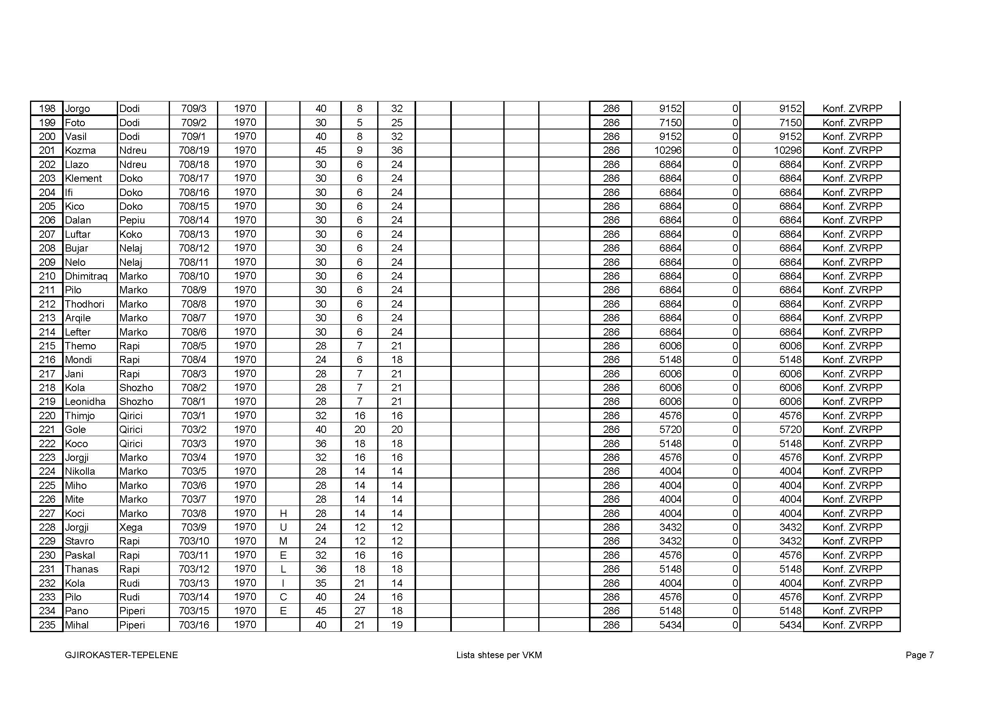 198 Jorgo Dodi 709/3 1970 40 8 32 286 9152 0 9152 Konf. ZVRPP
199 Foto Dodi 709/2 1970 30 5 25 286 7150 0 7150 Konf. ZVRPP
200 Vasil Dodi 709/1 1970 40 8 32 286 9152 0 9152 Konf. ZVRPP
201 Kozma Ndreu 708/19 1970 45 9 36 286 10296 0 10296 Konf. ZVRPP
202 Llazo Ndreu 708/18 1970 30 6 24 286 6864 0 6864 Konf. ZVRPP
203 Klement Doko 708/17 1970 30 6 24 286 6864 0 6864 Konf. ZVRPP
204 Ifi Doko 708/16 1970 30 6 24 286 6864 0 6864 Konf. ZVRPP
205 Kico Doko 708/15 1970 30 6 24 286 6864 0 6864 Konf. ZVRPP
206 Dalan Pepiu 708/14 1970 30 6 24 286 6864 0 6864 Konf. ZVRPP
207 Luftar Koko 708/13 1970 30 6 24 286 6864 0 6864 Konf. ZVRPP
208 Bujar Nelaj 708/12 1970 30 6 24 286 6864 0 6864 Konf. ZVRPP
209 Nelo Nelaj 708/11 1970 30 6 24 286 6864 0 6864 Konf. ZVRPP
210 Dhimitraq Marko 708/10 1970 30 6 24 286 6864 0 6864 Konf. ZVRPP
211 Pilo Marko 708/9 1970 30 6 24 286 6864 0 6864 Konf. ZVRPP
212 Thodhori Marko 708/8 1970 30 6 24 286 6864 0 6864 Konf. ZVRPP
213 Arqile Marko 708/7 1970 30 6 24 286 6864 0 6864 Konf. ZVRPP
214 Lefter Marko 708/6 1970 30 6 24 286 6864 0 6864 Konf. ZVRPP
215 Themo Rapi 708/5 1970 28 7 21 286 6006 0 6006 Konf. ZVRPP
216 Mondi Rapi 708/4 1970 24 6 18 286 5148 0 5148 Konf. ZVRPP
217 Jani Rapi 708/3 1970 28 7 21 286 6006 0 6006 Konf. ZVRPP
218 Kola Shozho 708/2 1970 28 7 21 286 6006 0 6006 Konf. ZVRPP
219 Leonidha Shozho 708/1 1970 28 7 21 286 6006 0 6006 Konf. ZVRPP
220 Thimjo Qirici 703/1 1970 32 16 16 286 4576 0 4576 Konf. ZVRPP
221 Gole Qirici 703/2 1970 40 20 20 286 5720 0 5720 Konf. ZVRPP
222 Koco Qirici 703/3 1970 36 18 18 286 5148 0 5148 Konf. ZVRPP
223 Jorgji Marko 703/4 1970 32 16 16 286 4576 0 4576 Konf. ZVRPP
224 Nikolla Marko 703/5 1970 28 14 14 286 4004 0 4004 Konf. ZVRPP
225 Miho Marko 703/6 1970 28 14 14 286 4004 0 4004 Konf. ZVRPP
226 Mite Marko 703/7 1970 28 14 14 286 4004 0 4004 Konf. ZVRPP
227 Koci Marko 703/8 1970 H 28 14 14 286 4004 0 4004 Konf. ZVRPP
228 Jorgji Xega 703/9 1970 U 24 12 12 286 3432 0 3432 Konf. ZVRPP
229 Stavro Rapi 703/10 1970 M 24 12 12 286 3432 0 3432 Konf. ZVRPP
230 Paskal Rapi 703/11 1970 E 32 16 16 286 4576 0 4576 Konf. ZVRPP
231 Thanas Rapi 703/12 1970 L 36 18 18 286 5148 0 5148 Konf. ZVRPP
232 Kola Rudi 703/13 1970 I 35 21 14 286 4004 0 4004 Konf. ZVRPP
233 Pilo Rudi 703/14 1970 C 40 24 16 286 4576 0 4576 Konf. ZVRPP
234 Pano Piperi 703/15 1970 E 45 27 18 286 5148 0 5148 Konf. ZVRPP
235 Mihal Piperi 703/16 1970 40 21 19 286 5434 0 5434 Konf. ZVRPP
GJIROKASTER-TEPELENE Lista shtese per VKM Page 7